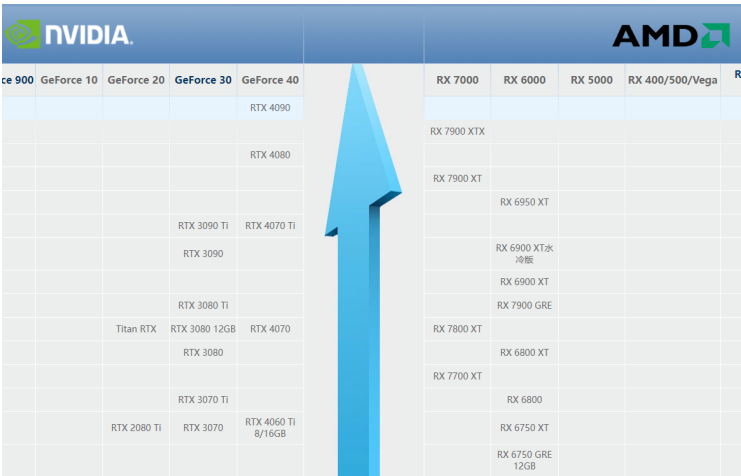 NVIDIA.
AMD
ce 900 GeForce 10 GeForce 20 GeForce 30 GeForce 40 RX 7000 RX 6000 RX 5000 RX 400/500/Vega R
RTX 4090
RX 7900 XTX
RTX 4080
RX 7900 XT
RX 6950 XT
RTX 3090 Ti RTX 4070 Ti
RTX 3090 RX 6900 XT水
冷版
RX 6900 XT
RTX 3080 Ti RX 7900 GRE
Titan RTX RTX 3080 12GB RTX 4070 RX 7800 XT
RTX 3080 RX 6800 XT
RX 7700 XT
RTX 3070 Ti RX 6800
RTX 2080 Ti RTX 3070 RTX 4060 Ti
8/16GB
RX 6750 XT
RX 6750 GRE
12GB